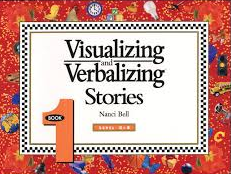 Visualizing
and
Verbalizing
Stories
Nanci Bell
BOOK
1